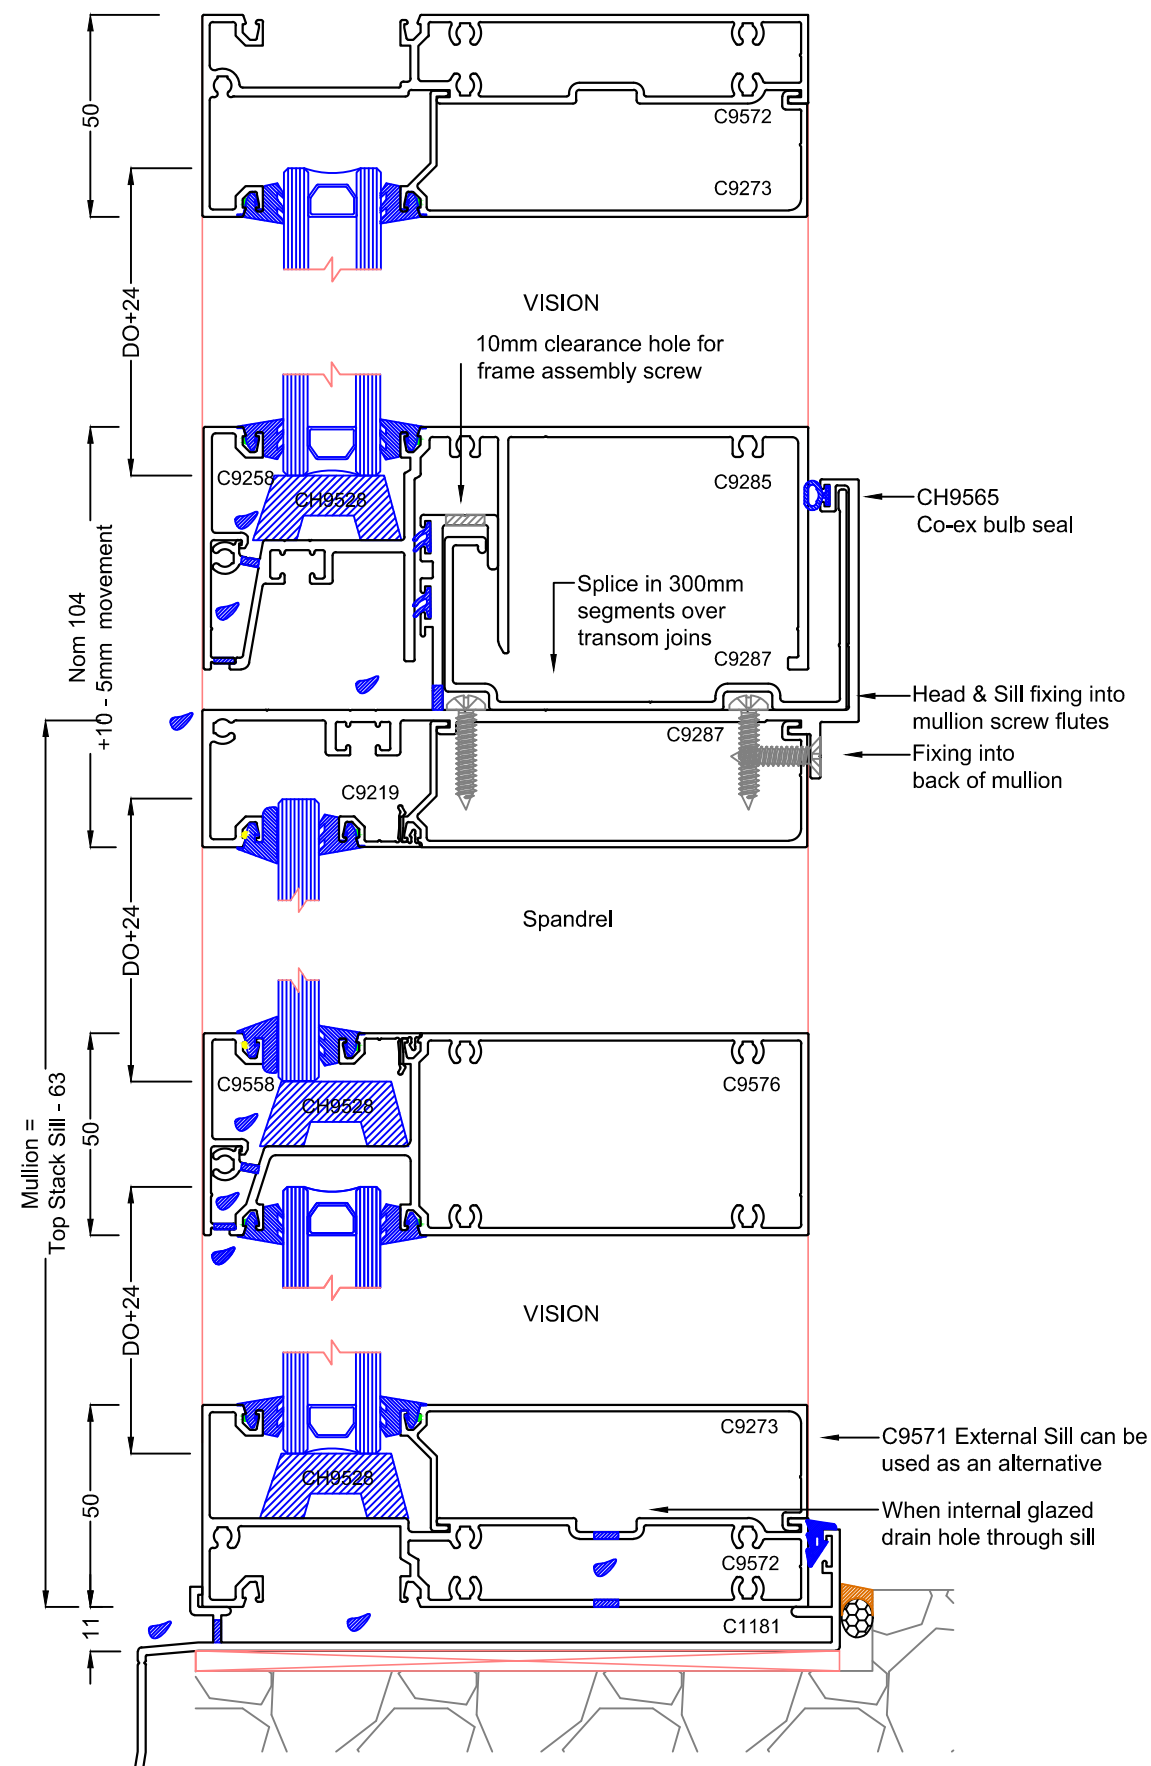 50
C9572
C9273
DO+24
VISION
10mm clearance hole for
frame assembly screw
C9258
CH9528
C9285
CH9565
Co-ex bulb seal
Nom 104
+10 - 5mm movement
Splice in 300mm
segments over
transom joins
C9287
Head & Sill fixing into
mullion screw flutes
C9287
Fixing into
back of mullion
C9219
DO+24
Spandrel
Mullion =
Top Stack Sill - 63
C9558
CH9528
C9576
50
DO+24
VISION
C9273
C9571 External Sill can be
used as an alternative
CH9528
50
When internal glazed
drain hole through sill
C9572
C1181
11